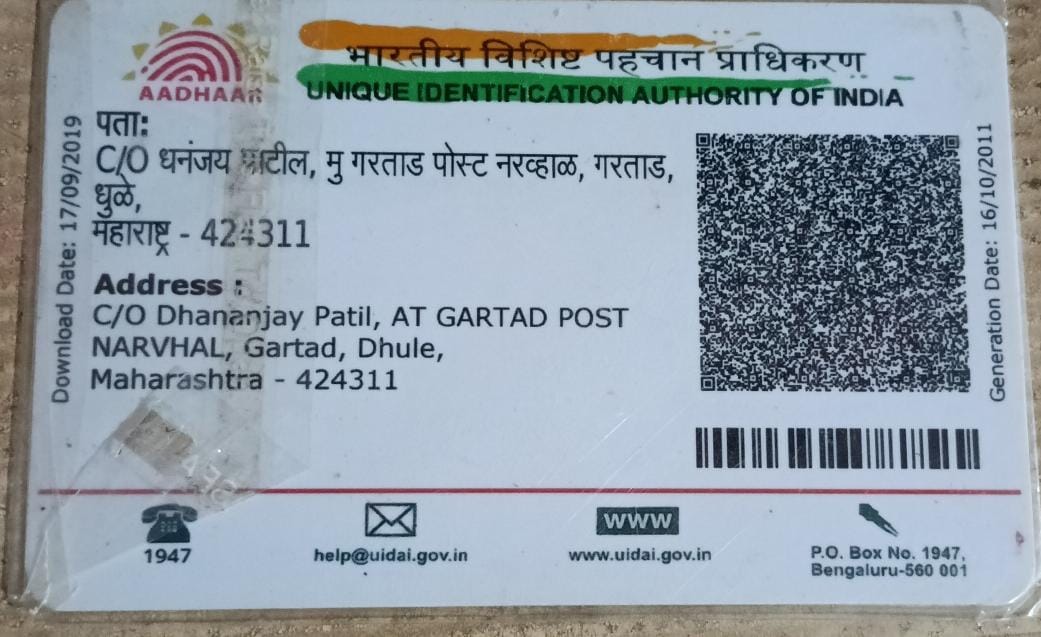 भारतीय विशिष्ट पहचान प्राधिकरण
AADHAAR
UNIQUE IDENTIFICATION AUTHORITY OF INDIA
Download Date: 17/09/2019
पता:
C/O धनंजय पाटील, मु गरताड पोस्ट नरव्हाळ, गरताड,
धुळे,
महाराष्ट्र - 424311
Address :
C/O Dhananjay Patil, AT GARTAD POST
NARVHAL, Gartad, Dhule,
Maharashtra - 424311
Generation Date: 16/10/2011
1947
help@uidai.gov.in
www
www.uidai.gov.in
P.O. Box No. 1947,
Bengaluru-560 001